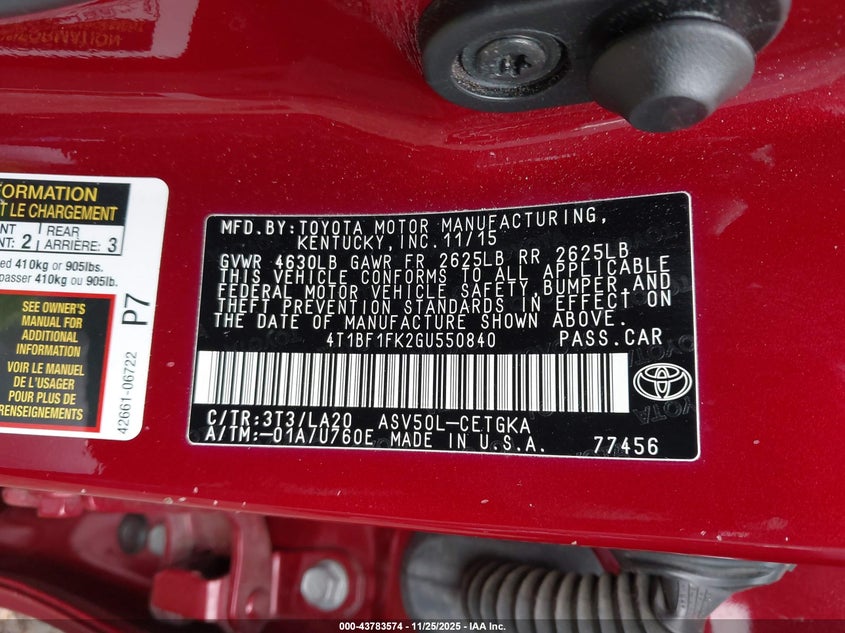 FORMATION
T LE CHARGEMENT
NT 2 REAR
ARRIÈRE: 3
ed 410kg or 905lbs.
passer 410kg ou 905lb.
SEE OWNER'S
MANUAL FOR
ADDITIONAL
INFORMATION
VOIR LE MANUEL
DE L'USAGER
POUR PLUS
D'INFORMATIONS
42661-06722 P7
MFD.BY:TOYOTA MOTOR MANUFACTURING,
KENTUCKY,INC.11/15
GVWR 4630LB GAWR FR 2625LB RR 2625LB
THIS VEHICLE CONFORMS TO ALL APPLICABLE
FEDERAL MOTOR VEHICLE SAFETY,BUMPER,AND
THEFT PREVENTION STANDARDS IN EFFECT ON
THE DATE OF MANUFACTURE SHOWN ABOVE.
4T1BF1FK2GU550840 PASS.CAR
C/TR:3T3/LA20 ASV50L-CETGKA
A/TM:-01A/U760E MADE IN U.S.A. 77456
000-43783574 - 11/25/2025 - IAA Inc.